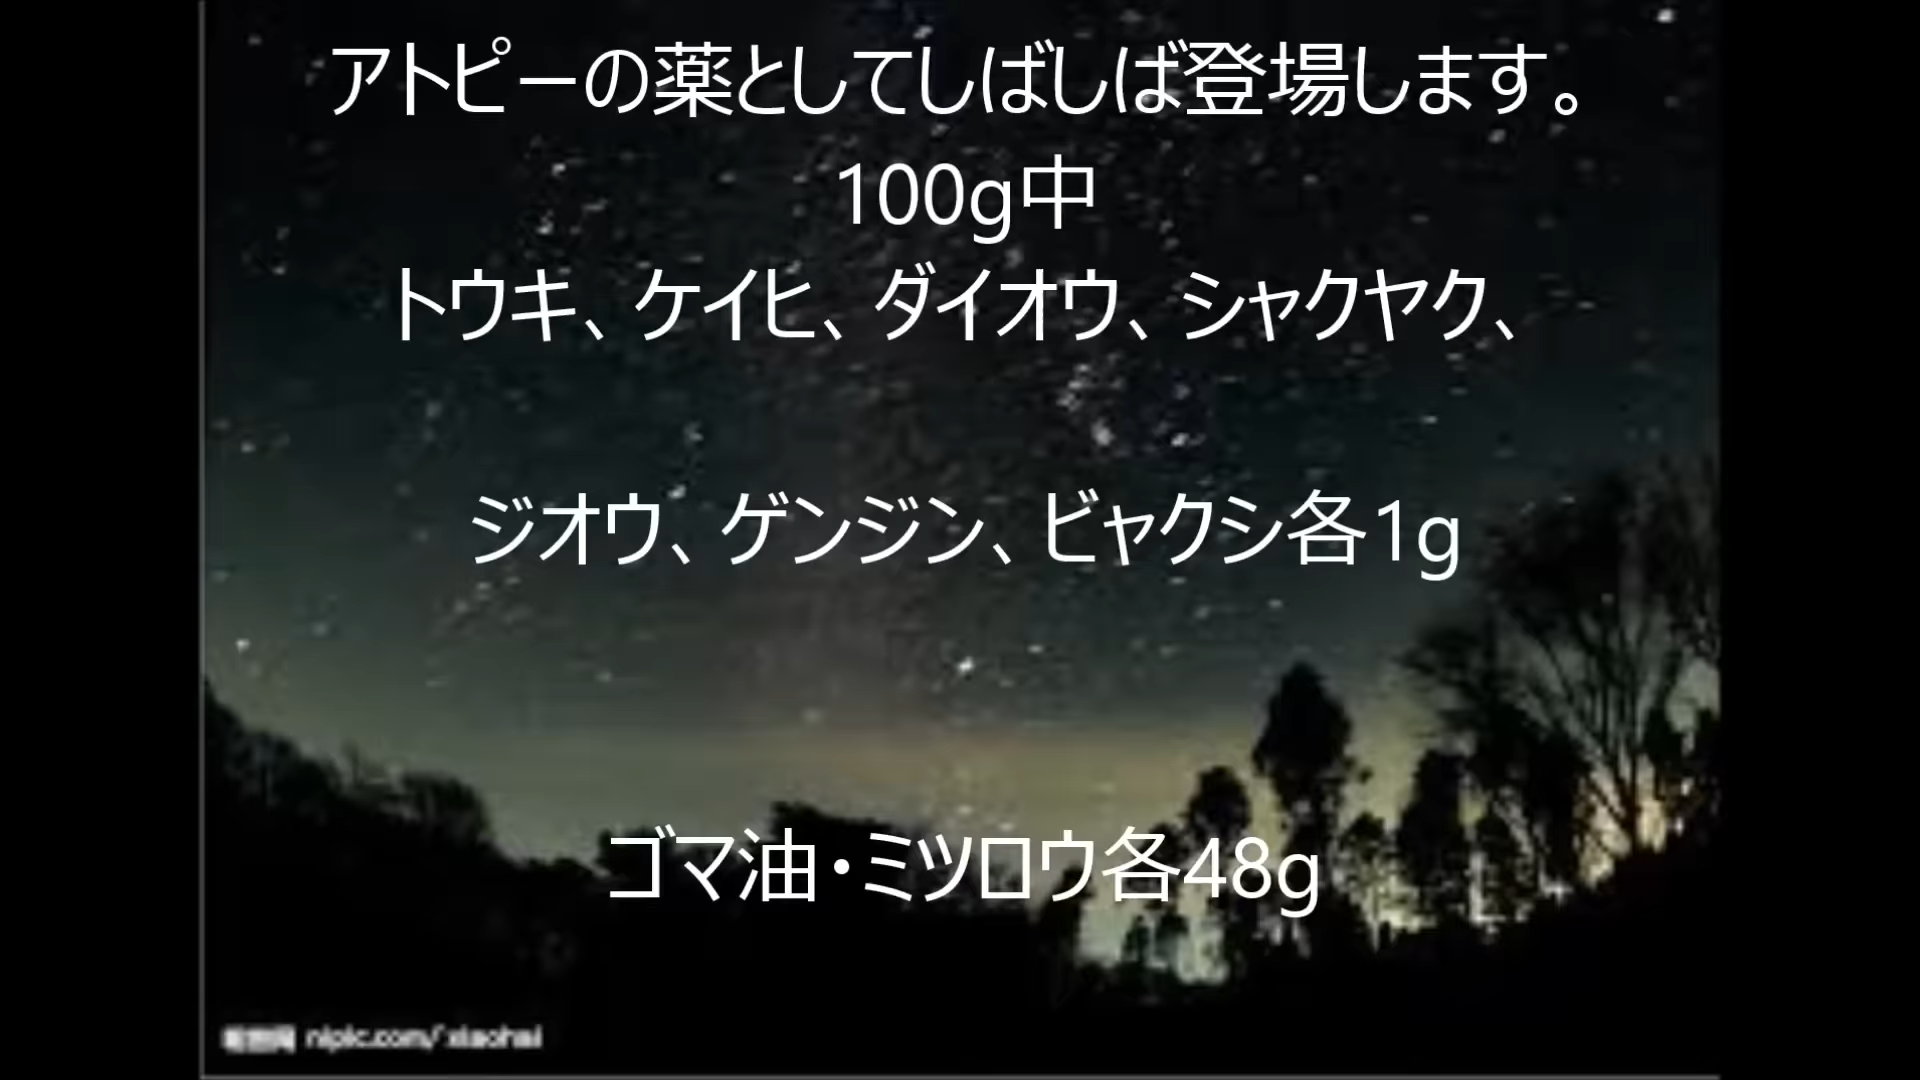 アトピーの薬としてしばしば登場します。
100g中
トウキ、ケイヒ、ダイオウ、シャクヤク、
ジオウ、ゲンジン、ビャクシ各1g
ゴマ油・ミツロウ各48g
nipic.com/xiaohai